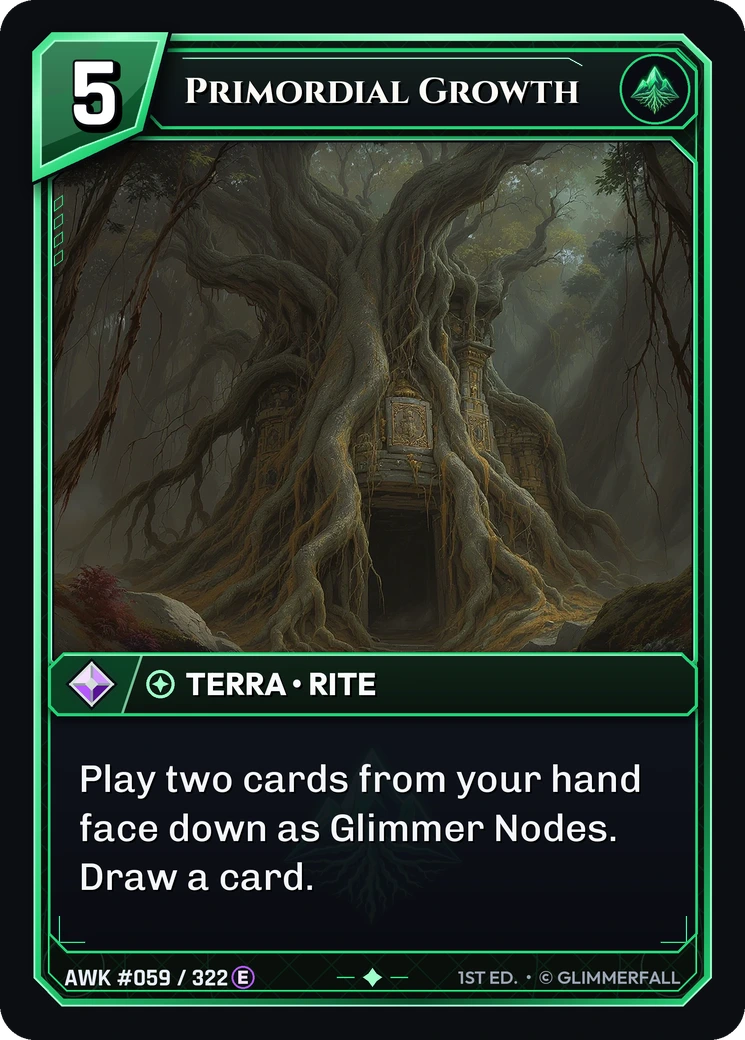 5
PRIMORDIAL GROWTH
TERRA • RITE
Play two cards from your hand
face down as Glimmer Nodes.
Draw a card.
AWK #059 / 322 E
1ST ED. • © GLIMMERFALL